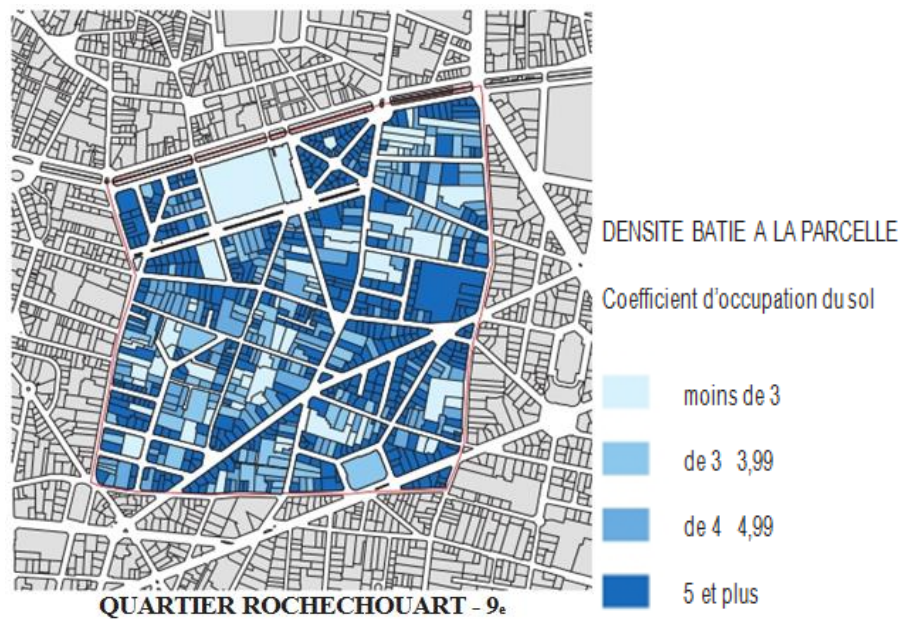 DENSITE BATIE A LA PARCELLE
Coefficient d'occupation du sol
moins de 3
de 3 3,99
de 4 4,99
5 et plus
QUARTIER ROCHECHOUART - 9e